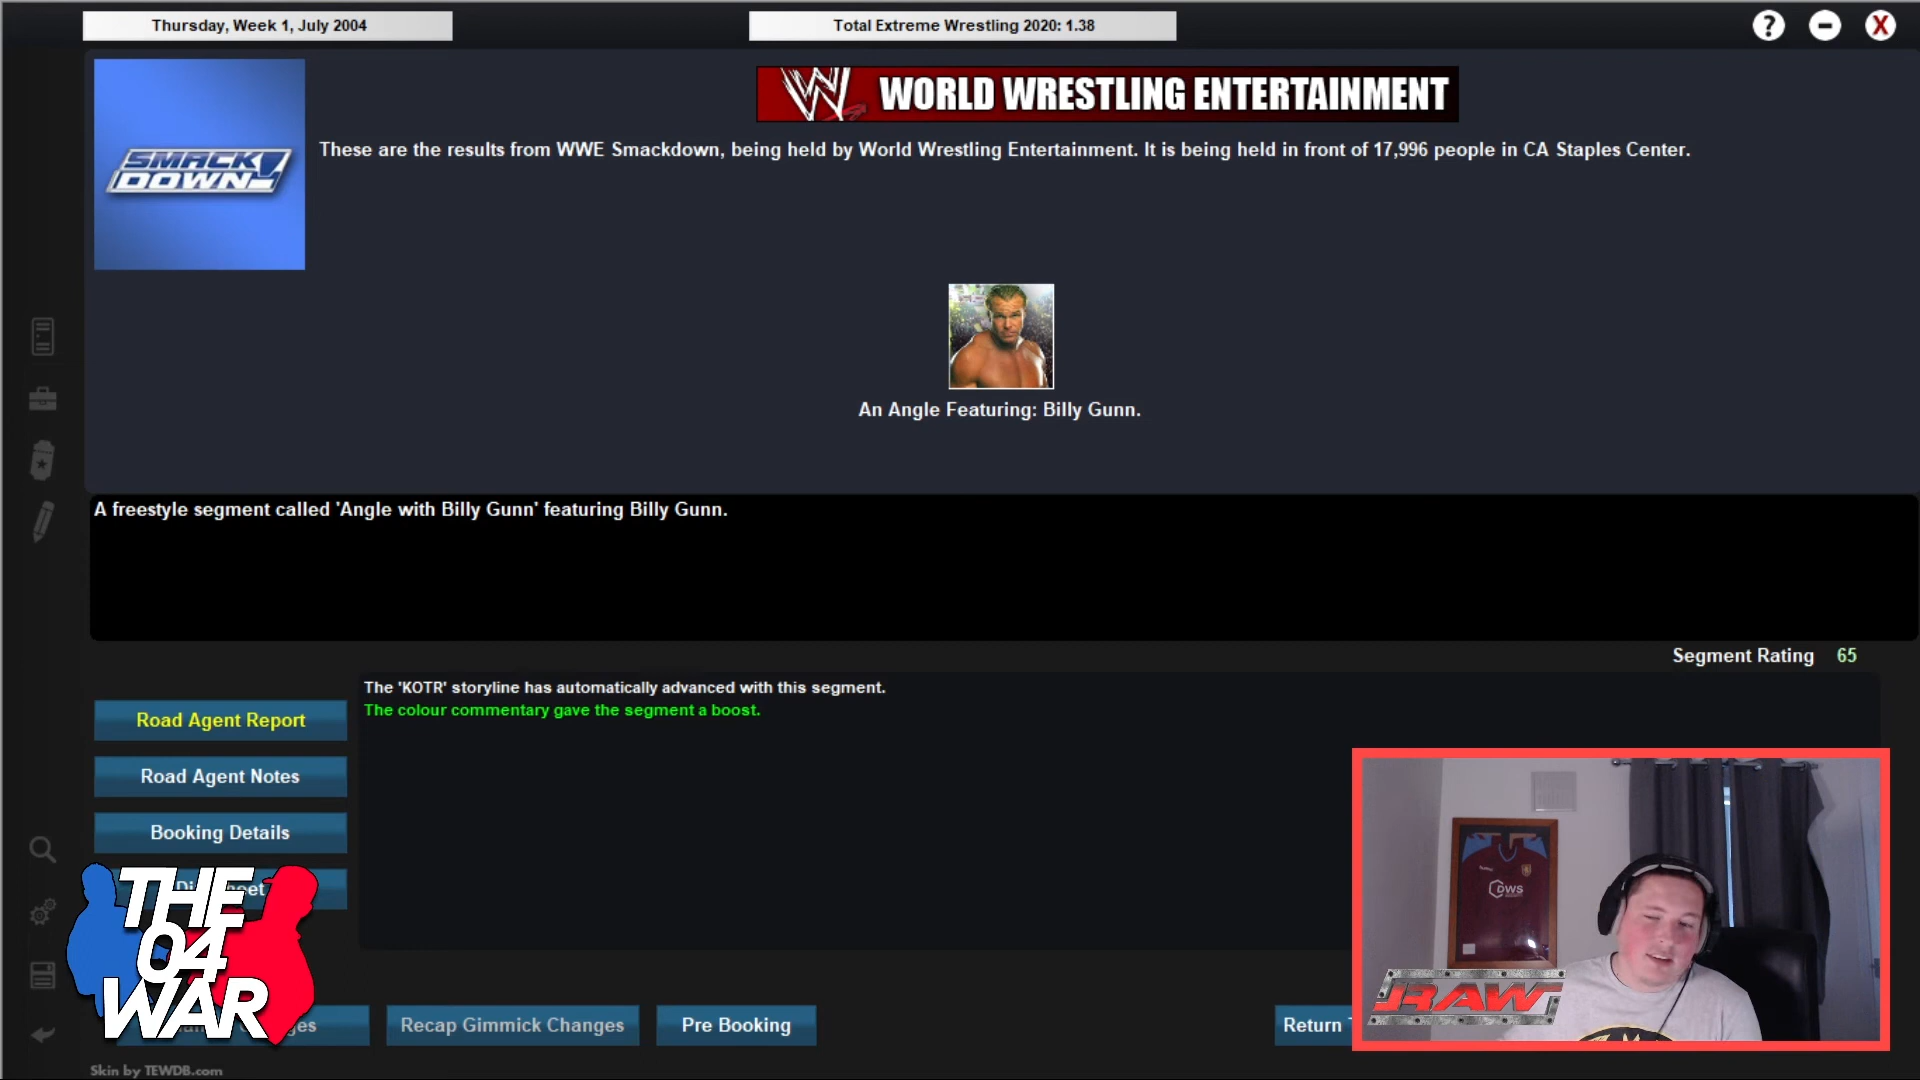 Thursday, Week 1, July 2004
Total Extreme Wrestling 2020: 1.38
?
X
SMACK
DOWN!
W WORLD WRESTLING ENTERTAINMENT
These are the results from WWE Smackdown, being held by World Wrestling Entertainment. It is being held in front of 17,996 people in CA Staples Center.
An Angle Featuring: Billy Gunn.
A freestyle segment called 'Angle with Billy Gunn' featuring Billy Gunn.
Segment Rating 65
The 'KOTR' storyline has automatically advanced with this segment.
The colour commentary gave the segment a boost.
Road Agent Report
Road Agent Notes
Booking Details
THE
04
WAR
Recap Gimmick Changes
Pre Booking
Return
DWS
RAW
Skin by TEWDB.com